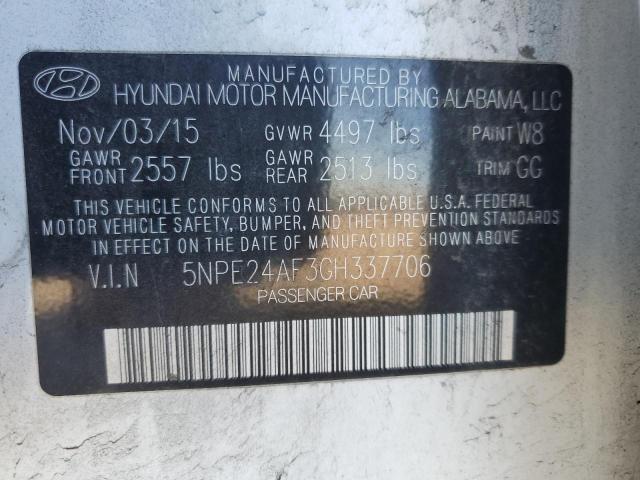 MANUFACTURED BY
HYUNDAI MOTOR MANUFACTURING ALABAMA, LLC
Nov/03/15 GVWR 4497 lbs PAINT W8
GAWR FRONT 2557 lbs GAWR REAR 2513 lbs TRIM GG
THIS VEHICLE CONFORMS TO ALL APPLICABLE U.S.A. FEDERAL
MOTOR VEHICLE SAFETY, BUMPER, AND THEFT PREVENTION STANDARDS
IN EFFECT ON THE DATE OF MANUFACTURE SHOWN ABOVE.
V.I.N 5NPE24AF3GH337706
PASSENGER CAR